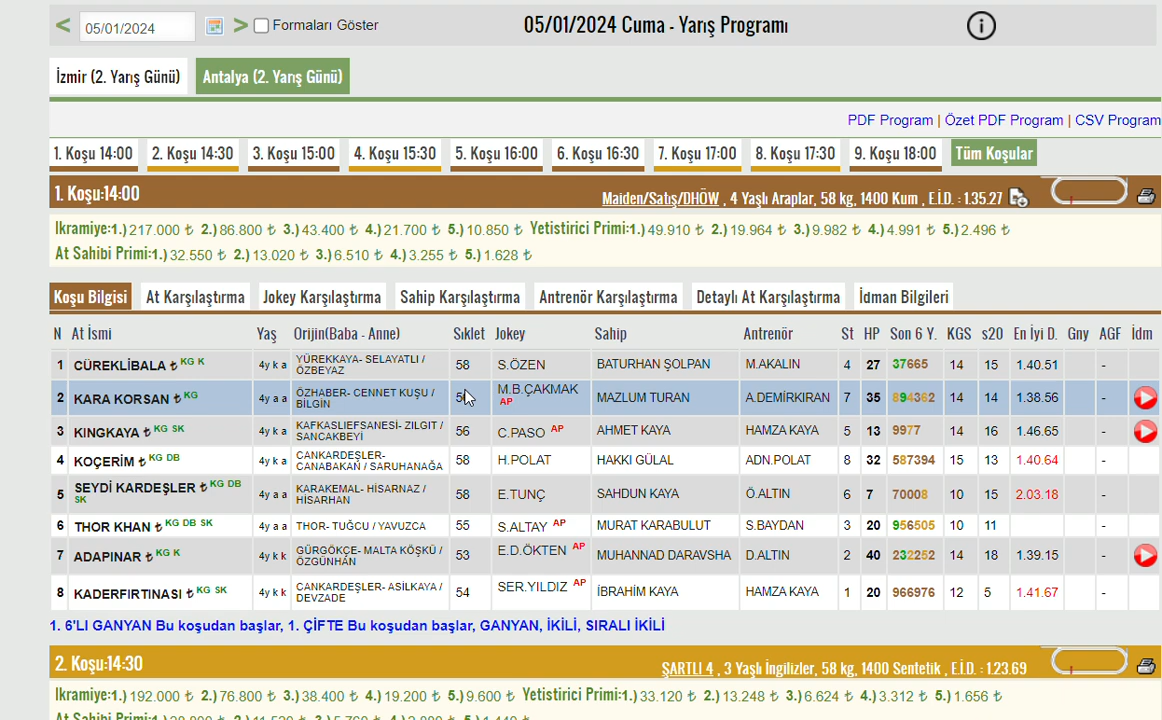 < 05/01/2024 > Formaları Göster 05/01/2024 Cuma - Yarış Programı
İzmir (2. Yarış Günü) Antalya (2. Yarış Günü)
PDF Program | Özet PDF Program | CSV Program
1. Koşu 14:00 2. Koşu 14:30 3. Koşu 15:00 4. Koşu 15:30 5. Koşu 16:00 6. Koşu 16:30 7. Koşu 17:00 8. Koşu 17:30 9. Koşu 18:00 Tüm Koşular
1. Koşu:14:00 Maiden/Satış/DHÖW , 4 Yaşlı Araplar, 58 kg, 1400 Kum , E.İ.D. : 1.35.27
Ikramiye:1.) 217.000 ₺ 2.) 86.800 ₺ 3.) 43.400 ₺ 4.) 21.700 ₺ 5.) 10.850 ₺ Yetistirici Primi:1.) 49.910 ₺ 2.) 19.964 ₺ 3.) 9.982 ₺ 4.) 4.991 ₺ 5.) 2.496 ₺
At Sahibi Primi:1.) 32.550 ₺ 2.) 13.020 ₺ 3.) 6.510 ₺ 4.) 3.255 ₺ 5.) 1.628 ₺
Koşu Bilgisi At Karşılaştırma Jokey Karşılaştırma Sahip Karşılaştırma Antrenör Karşılaştırma Detaylı At Karşılaştırma İdman Bilgileri
N At İsmi Yaş Orijin(Baba - Anne) Sıklet Jokey Sahip Antrenör St HP Son 6 Y. KGS s20 En İyi D. Gny AGF İdm
1 CÜREKLİBALA ₺ KG K 4y k a YÜREKKAYA- SELAYATLI / ÖZBEYAZ 58 S.ÖZEN BATURHAN ŞOLPAN M.AKALIN 4 27 37665 14 15 1.40.51 -
2 KARA KORSAN ₺ KG 4y a a ÖZHABER- CENNET KUŞU / BİLGİN M.B.ÇAKMAK AP MAZLUM TURAN A.DEMİRKIRAN 7 35 894362 14 14 1.38.56 -
3 KINGKAYA ₺ KG SK 4y k a KAFKASLIEFSANESİ- ZILGIT / SANCAKBEYİ 56 C.PASO AP AHMET KAYA HAMZA KAYA 5 13 9977 14 16 1.46.65 -
4 KOÇERİM ₺ KG DB 4y k a CANKARDEŞLER- CANABAKAN / SARUHANAĞA 58 H.POLAT HAKKI GÜLAL ADN.POLAT 8 32 587394 15 13 1.40.64 -
5 SEYDİ KARDEŞLER ₺ KG DB SK 4y a a KARAKEMAL- HİSARNAZ / HİSARHAN 58 E.TUNÇ SAHDUN KAYA Ö.ALTIN 6 7 70008 10 15 2.03.18 -
6 THOR KHAN ₺ KG DB SK 4y a a THOR- TUĞCU / YAVUZCA 55 S.ALTAY AP MURAT KARABULUT S.BAYDAN 3 20 956505 10 11 -
7 ADAPINAR ₺ KG K 4y k k GÜRGÖKÇE- MALTA KÖŞKÜ / ÖZGÜNHAN 53 E.D.ÖKTEN AP MUHANNAD DARAVSHA D.ALTIN 2 40 232252 14 18 1.39.15 -
8 KADERFIRTINASI ₺ KG SK 4y k k CANKARDEŞLER- ASİLKAYA / DEVZADE 54 SER.YILDIZ AP İBRAHİM KAYA HAMZA KAYA 1 20 966976 12 5 1.41.67 -
1. 6'LI GANYAN Bu koşudan başlar, 1. ÇİFTE Bu koşudan başlar, GANYAN, İKİLİ, SIRALI İKİLİ
2. Koşu:14:30 ŞARTLI 4 , 3 Yaşlı İngilizler, 58 kg, 1400 Sentetik , E.İ.D. : 1.23.69
Ikramiye:1.) 192.000 ₺ 2.) 76.800 ₺ 3.) 38.400 ₺ 4.) 19.200 ₺ 5.) 9.600 ₺ Yetistirici Primi:1.) 33.120 ₺ 2.) 13.248 ₺ 3.) 6.624 ₺ 4.) 3.312 ₺ 5.) 1.656 ₺
At Sahibi Primi:1.)